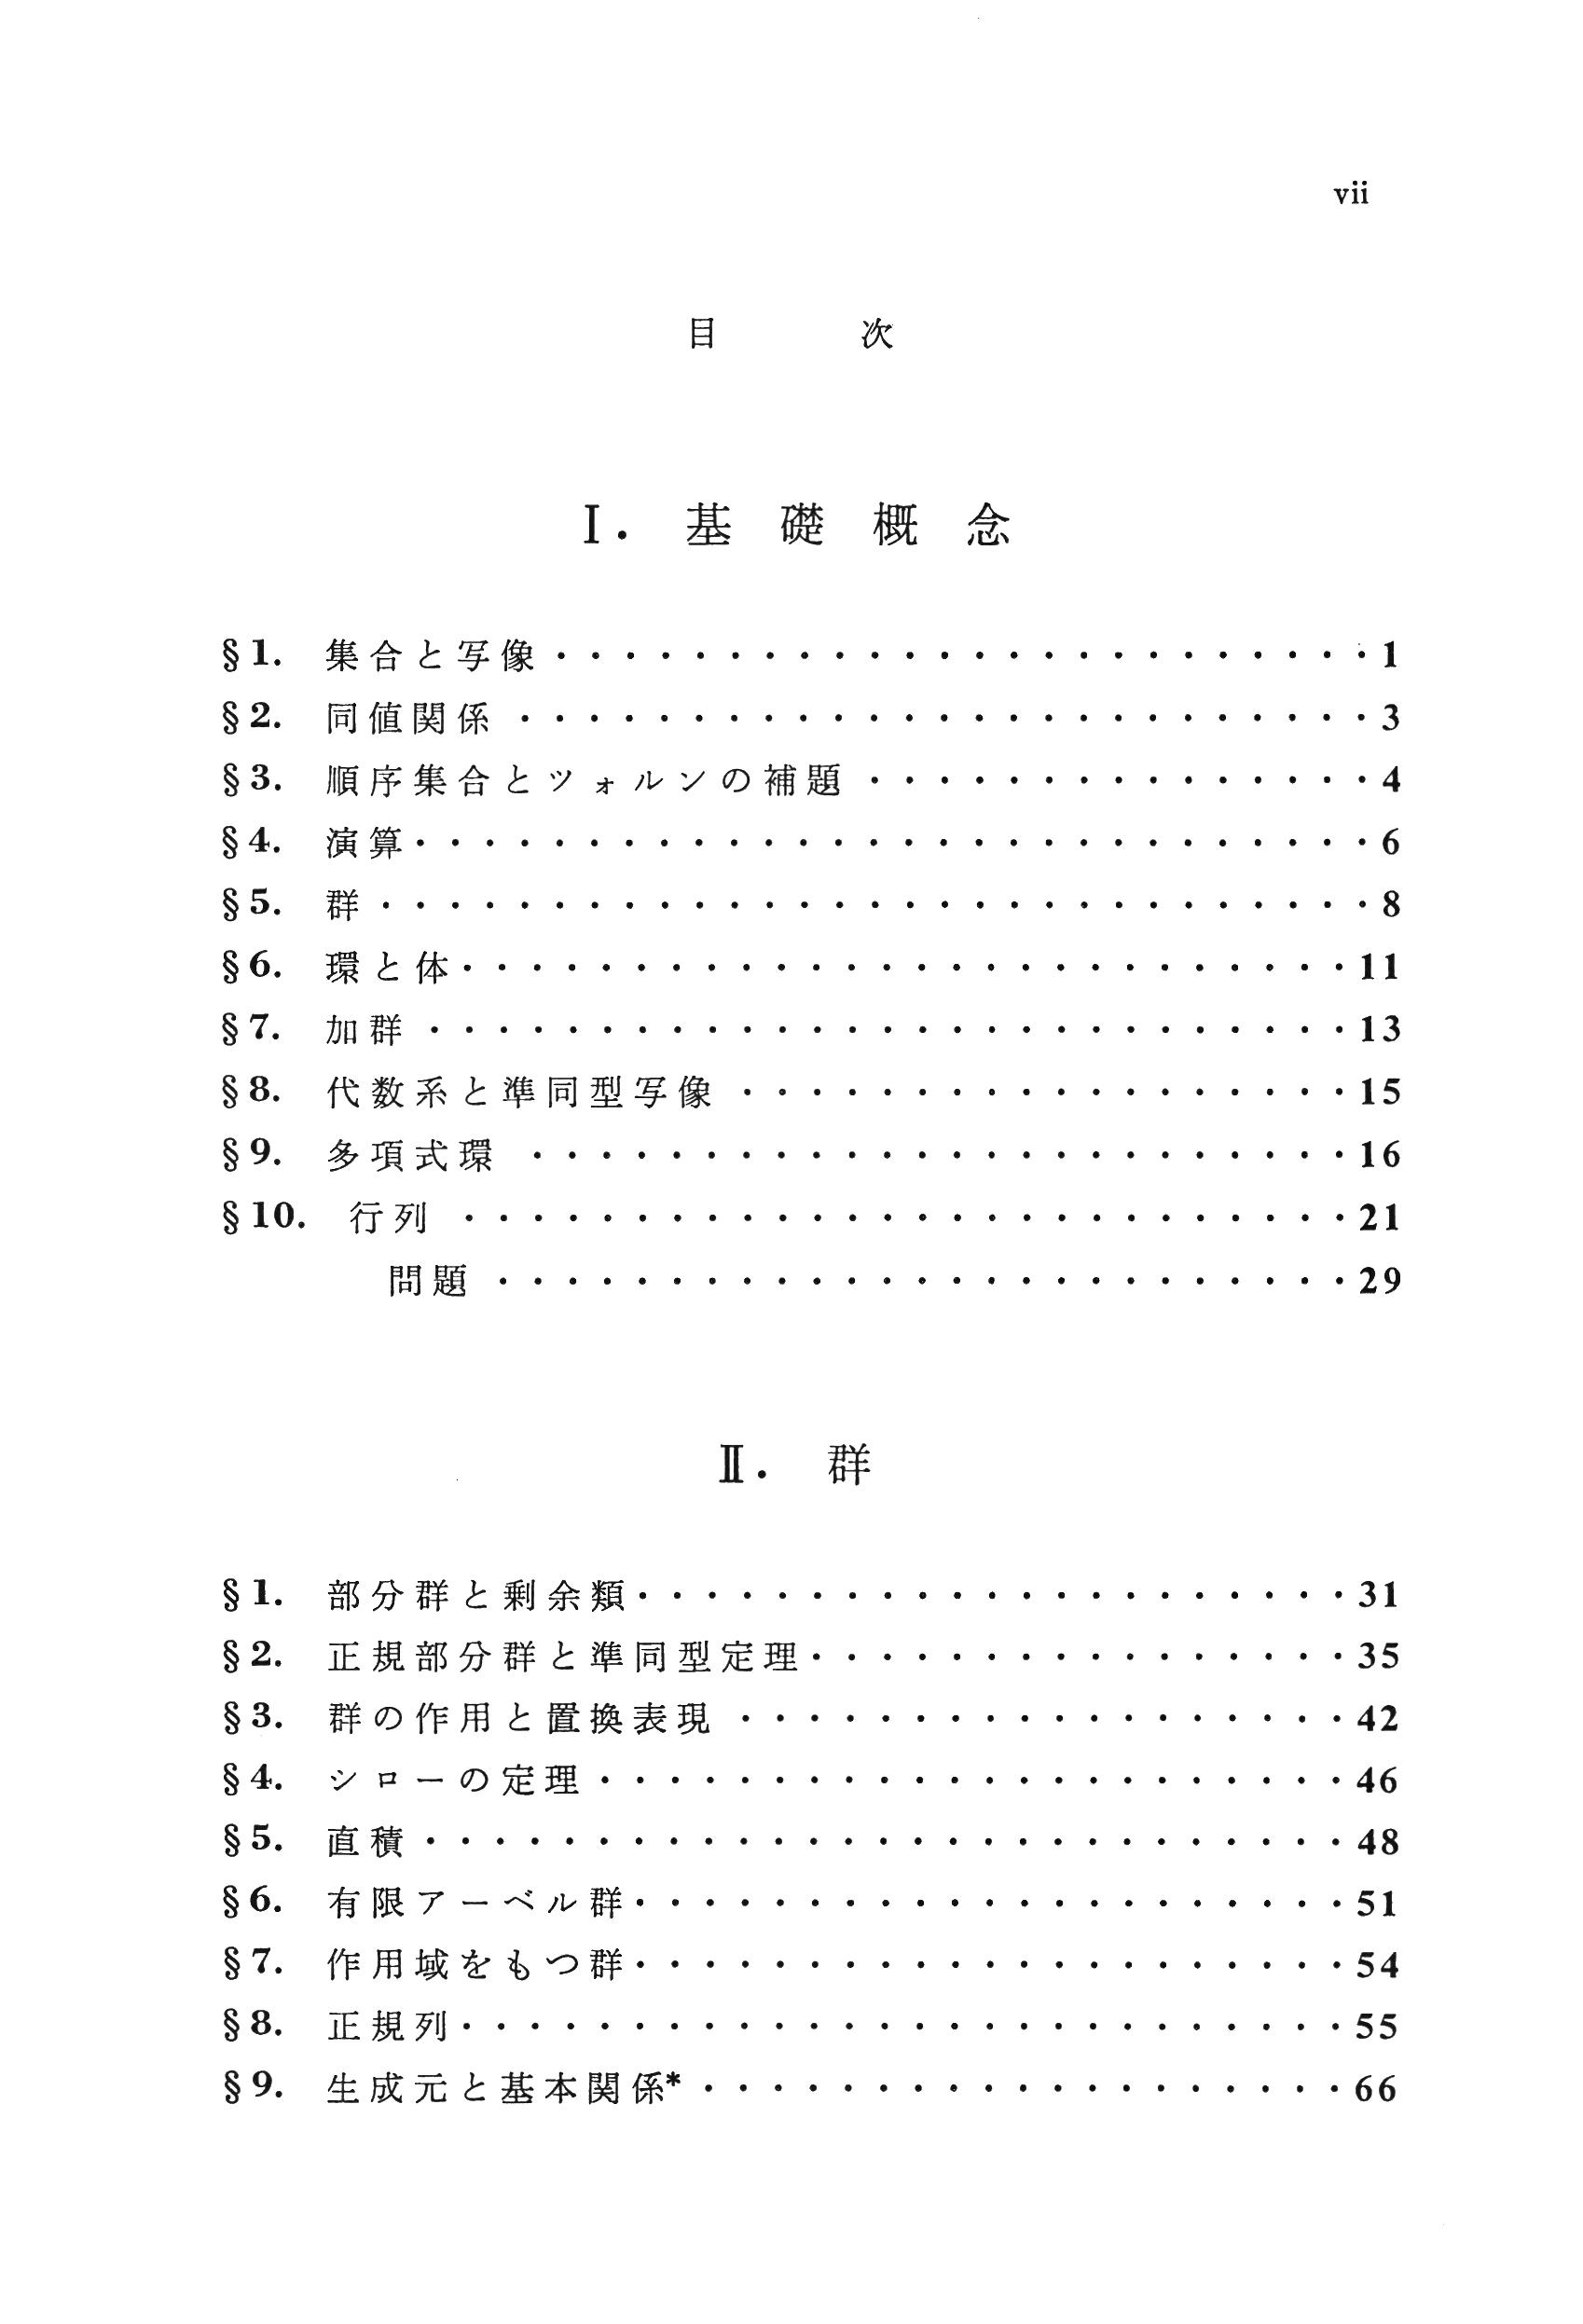 vii
目次
I. 基礎概念
§1. 集合と写像 · · · · · · · · · · · · · · · · · · · · · · · · 1
§2. 同値関係 · · · · · · · · · · · · · · · · · · · · · · · · · 3
§3. 順序集合とツォルンの補題 · · · · · · · · · · · · · · · 4
§4. 演算 · · · · · · · · · · · · · · · · · · · · · · · · · · · · 6
§5. 群 · · · · · · · · · · · · · · · · · · · · · · · · · · · · · 8
§6. 環と体 · · · · · · · · · · · · · · · · · · · · · · · · · · 11
§7. 加群 · · · · · · · · · · · · · · · · · · · · · · · · · · · 13
§8. 代数系と準同型写像 · · · · · · · · · · · · · · · · · · 15
§9. 多項式環 · · · · · · · · · · · · · · · · · · · · · · · · 16
§10. 行列 · · · · · · · · · · · · · · · · · · · · · · · · · · 21
問題 · · · · · · · · · · · · · · · · · · · · · · · · · 29
II. 群
§1. 部分群と剰余類 · · · · · · · · · · · · · · · · · · · · · 31
§2. 正規部分群と準同型定理 · · · · · · · · · · · · · · · · 35
§3. 群の作用と置換表現 · · · · · · · · · · · · · · · · · · 42
§4. シローの定理 · · · · · · · · · · · · · · · · · · · · · · 46
§5. 直積 · · · · · · · · · · · · · · · · · · · · · · · · · · · 48
§6. 有限アーベル群 · · · · · · · · · · · · · · · · · · · · · 51
§7. 作用域をもつ群 · · · · · · · · · · · · · · · · · · · · · 54
§8. 正規列 · · · · · · · · · · · · · · · · · · · · · · · · · · 55
§9. 生成元と基本関係* · · · · · · · · · · · · · · · · · · · 66